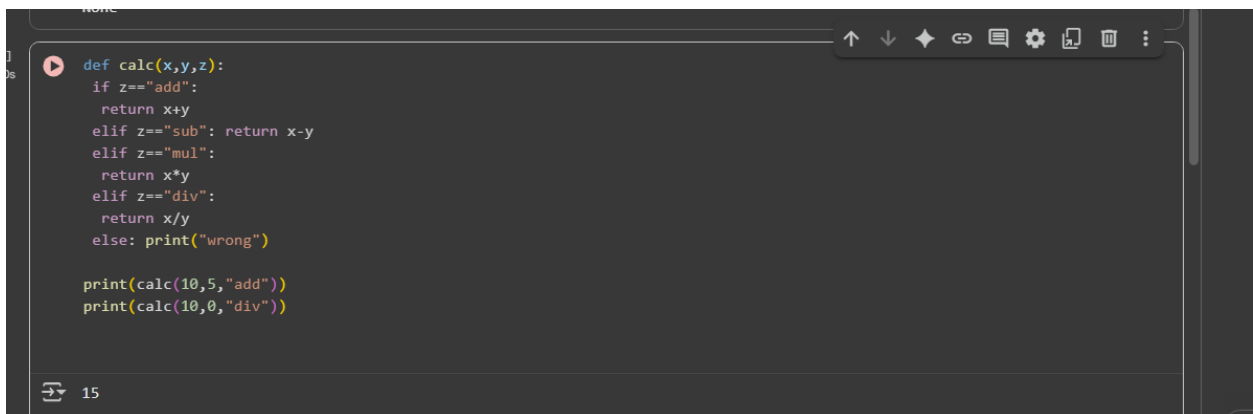 None
def calc(x,y,z):
 if z=="add":
  return x+y
 elif z=="sub": return x-y
 elif z=="mul":
  return x*y
 elif z=="div":
  return x/y
 else: print("wrong")
print(calc(10,5,"add"))
print(calc(10,0,"div"))
15